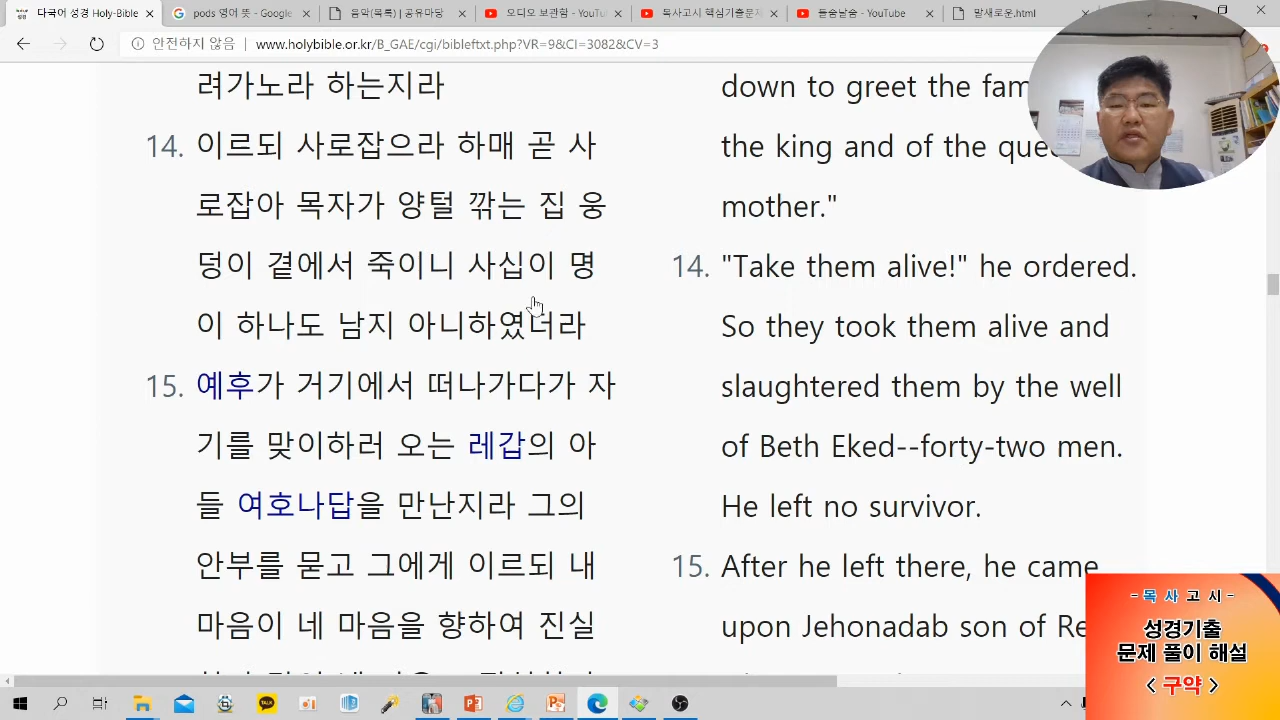 다국어 성경 Holy-Bible
pods 영어 뜻 - Google
음악(목록) | 공유마당
오디오 보관함 - YouTu
목사고시 핵심기출문제
들숨날숨 - YouTube
말새로운.html
안전하지 않음 | www.holybible.or.kr/B_GAE/cgi/bibleftxt.php?VR=9&CI=3082&CV=3
려가노라 하는지라
14. 이르되 사로잡으라 하매 곧 사
로잡아 목자가 양털 깎는 집 웅
덩이 곁에서 죽이니 사십이 명
이 하나도 남지 아니하였더라
15. 예후가 거기에서 떠나가다가 자
기를 맞이하러 오는 레갑의 아
들 여호나답을 만난지라 그의
안부를 묻고 그에게 이르되 내
마음이 네 마음을 향하여 진실
down to greet the fam
the king and of the que
mother."
14. "Take them alive!" he ordered.
So they took them alive and
slaughtered them by the well
of Beth Eked--forty-two men.
He left no survivor.
15. After he left there, he came
upon Jehonadab son of Re
- 목 사 고 시 -
성경기출
문제 풀이 해설
< 구약 >